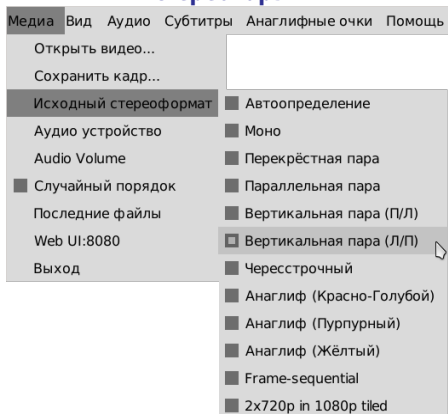 Медиа Вид Аудио Субтитры Анаглифные очки Помощь
Открыть видео...
Сохранить кадр...
Исходный стереоформат
Аудио устройство
Audio Volume
Случайный порядок
Последние файлы
Web UI:8080
Выход
Автоопределение
Моно
Перекрёстная пара
Параллельная пара
Вертикальная пара (П/Л)
Вертикальная пара (Л/П)
Чересстрочный
Анаглиф (Красно-Голубой)
Анаглиф (Пурпурный)
Анаглиф (Жёлтый)
Frame-sequential
2x720p in 1080p tiled